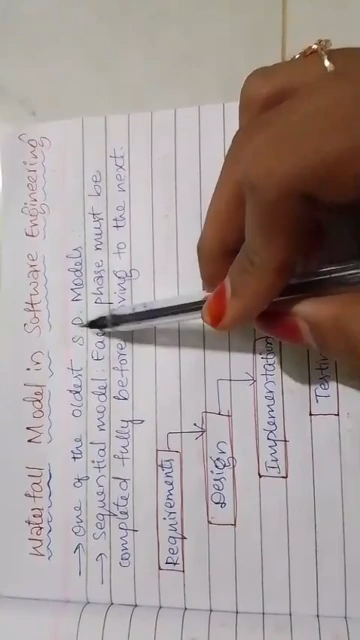 Waterfall Model in Software Engineering
→ One of the oldest S.P. Models
→ Sequential model: Each phase must be
completed fully before moving to the next.
Requirements
Design
Implementation